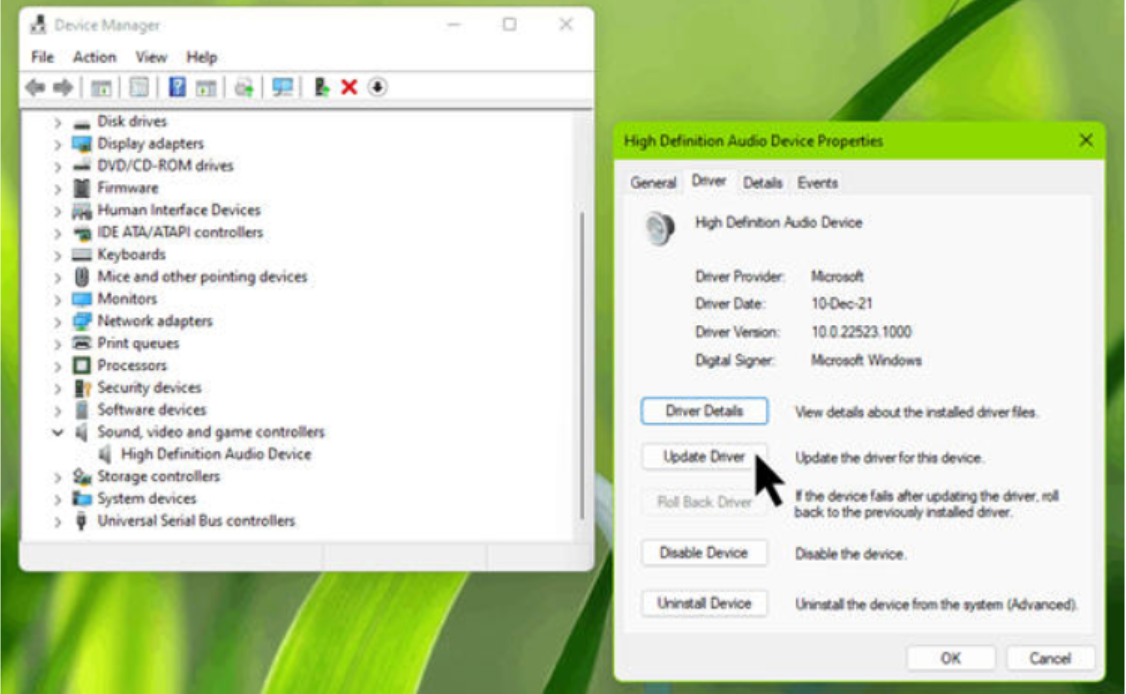 Device Manager
File Action View Help
Disk drives
Display adapters
DVD/CD-ROM drives
Firmware
Human Interface Devices
IDE ATA/ATAPI controllers
Keyboards
Mice and other pointing devices
Monitors
Network adapters
Print queues
Processors
Security devices
Software devices
Sound, video and game controllers
High Definition Audio Device
Storage controllers
System devices
Universal Serial Bus controllers
High Definition Audio Device Properties
General Driver Details Events
High Definition Audio Device
Driver Provider: Microsoft
Driver Date: 10-Dec-21
Driver Version: 10.0.22523.1000
Digital Signer: Microsoft Windows
Driver Details View details about the installed driver files.
Update Driver Update the driver for this device.
Roll Back Driver If the device fails after updating the driver, roll
back to the previously installed driver.
Disable Device Disable the device.
Uninstall Device Uninstall the device from the system (Advanced).
OK Cancel